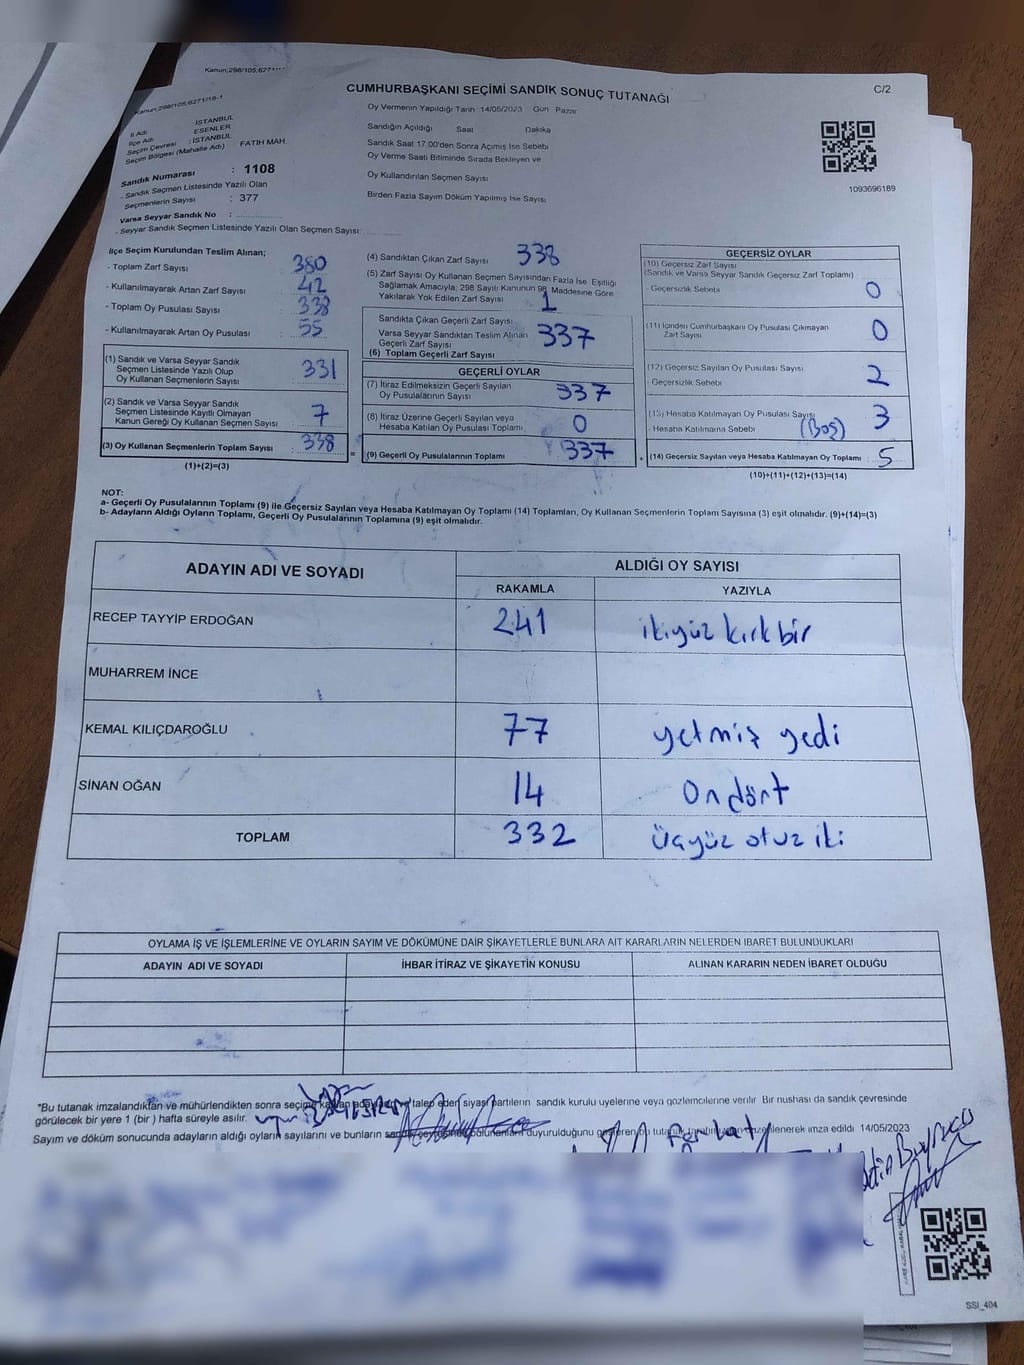 Kanun;298/105,6271/
Kanun;298/105,6271/18-1
CUMHURBAŞKANI SEÇİMİ SANDIK SONUÇ TUTANAĞI
C/2
Oy Vermenin Yapıldığı Tarih 14/05/2023 Gün Pazar
İl Adı : İSTANBUL
İlçe Adı : ESENLER
Seçim Çevresi : İSTANBUL
Seçim Bölgesi (Mahalle Adı) FATİH MAH.
Sandığın Açıldığı Saat Dakika
Sandık Saat 17.00'den Sonra Açılmış İse Sebebi
Oy Verme Saati Bitiminde Sırada Bekleyen ve
Oy Kullandırılan Seçmen Sayısı
Birden Fazla Sayım Döküm Yapılmış İse Sayısı
1093696189
Sandık Numarası : 1108
- Sandık Seçmen Listesinde Yazılı Olan
Seçmenlerin Sayısı : 377
Varsa Seyyar Sandık No :
- Seyyar Sandık Seçmen Listesinde Yazılı Olan Seçmen Sayısı:
İlçe Seçim Kurulundan Teslim Alınan;
- Toplam Zarf Sayısı : 380
- Kullanılmayarak Artan Zarf Sayısı : 42
- Toplam Oy Pusulası Sayısı : 338
- Kullanılmayarak Artan Oy Pusulası : 55
(1) Sandık ve Varsa Seyyar Sandık
Seçmen Listesinde Yazılı Olup
Oy Kullanan Seçmenlerin Sayısı : 331
(2) Sandık ve Varsa Seyyar Sandık
Seçmen Listesinde Kayıtlı Olmayan
Kanun Gereği Oy Kullanan Seçmen Sayısı : 7
(3) Oy Kullanan Seçmenlerin Toplam Sayısı : 338
(1)+(2)=(3)
(4) Sandıktan Çıkan Zarf Sayısı : 338
(5) Zarf Sayısı Oy Kullanan Seçmen Sayısından Fazla İse; Eşitliği
Sağlamak Amacıyla; 298 Sayılı Kanunun 98. Maddesine Göre
Yakılarak Yok Edilen Zarf Sayısı : 1
Sandıkta Çıkan Geçerli Zarf Sayısı
Varsa Seyyar Sandıktan Teslim Alınan
Geçerli Zarf Sayısı
(6) Toplam Geçerli Zarf Sayısı : 337
GEÇERLİ OYLAR
(7) İtiraz Edilmeksizin Geçerli Sayılan
Oy Pusulalarının Sayısı : 337
(8) İtiraz Üzerine Geçerli Sayılan veya
Hesaba Katılan Oy Pusulası Toplamı : 0
= (9) Geçerli Oy Pusulalarının Toplamı : 337
GEÇERSİZ OYLAR
(10) Geçersiz Zarf Sayısı
(Sandık ve Varsa Seyyar Sandık Geçersiz Zarf Toplamı)
- Geçersizlik Sebebi : 0
(11) İçinden Cumhurbaşkanı Oy Pusulası Çıkmayan
Zarf Sayısı : 0
(12) Geçersiz Sayılan Oy Pusulası Sayısı : 2
- Geçersizlik Sebebi
(13) Hesaba Katılmayan Oy Pusulası Sayısı : 3
- Hesaba Katılmama Sebebi (Boş)
+ (14) Geçersiz Sayılan veya Hesaba Katılmayan Oy Toplamı : 5
(10)+(11)+(12)+(13)=(14)
NOT:
a- Geçerli Oy Pusulalarının Toplamı (9) ile Geçersiz Sayılan veya Hesaba Katılmayan Oy Toplamı (14) Toplamları, Oy Kullanan Seçmenlerin Toplam Sayısına (3) eşit olmalıdır. (9)+(14)=(3)
b- Adayların Aldığı Oyların Toplamı, Geçerli Oy Pusulalarının Toplamına (9) eşit olmalıdır.
ADAYIN ADI VE SOYADI
ALDIĞI OY SAYISI
RAKAMLA YAZIYLA
RECEP TAYYİP ERDOĞAN 241 ikiyüz kırk bir
MUHARREM İNCE
KEMAL KILIÇDAROĞLU 77 yetmiş yedi
SİNAN OĞAN 14 On dört
TOPLAM 332 Üçyüz otuz iki
OYLAMA İŞ VE İŞLEMLERİNE VE OYLARIN SAYIM VE DÖKÜMÜNE DAİR ŞİKAYETLERLE BUNLARA AİT KARARLARIN NELERDEN İBARET BULUNDUKLARI
ADAYIN ADI VE SOYADI İHBAR İTİRAZ VE ŞİKAYETİN KONUSU ALINAN KARARIN NEDEN İBARET OLDUĞU
*Bu tutanak imzalandıktan ve mühürlendikten sonra seçime katılan adaylara ve talep eden siyasi partilerin sandık kurulu üyelerine veya gözlemcilerine verilir. Bir nushası da sandık çevresinde
görülecek bir yere 1 (bir) hafta süreyle asılır.
Sayım ve döküm sonucunda adayların aldığı oyların sayılarını ve bunların duyurulduğunu gösteren bu tutanak düzenlenerek imza edildi 14/05/2023
Ferhat
SSI_404